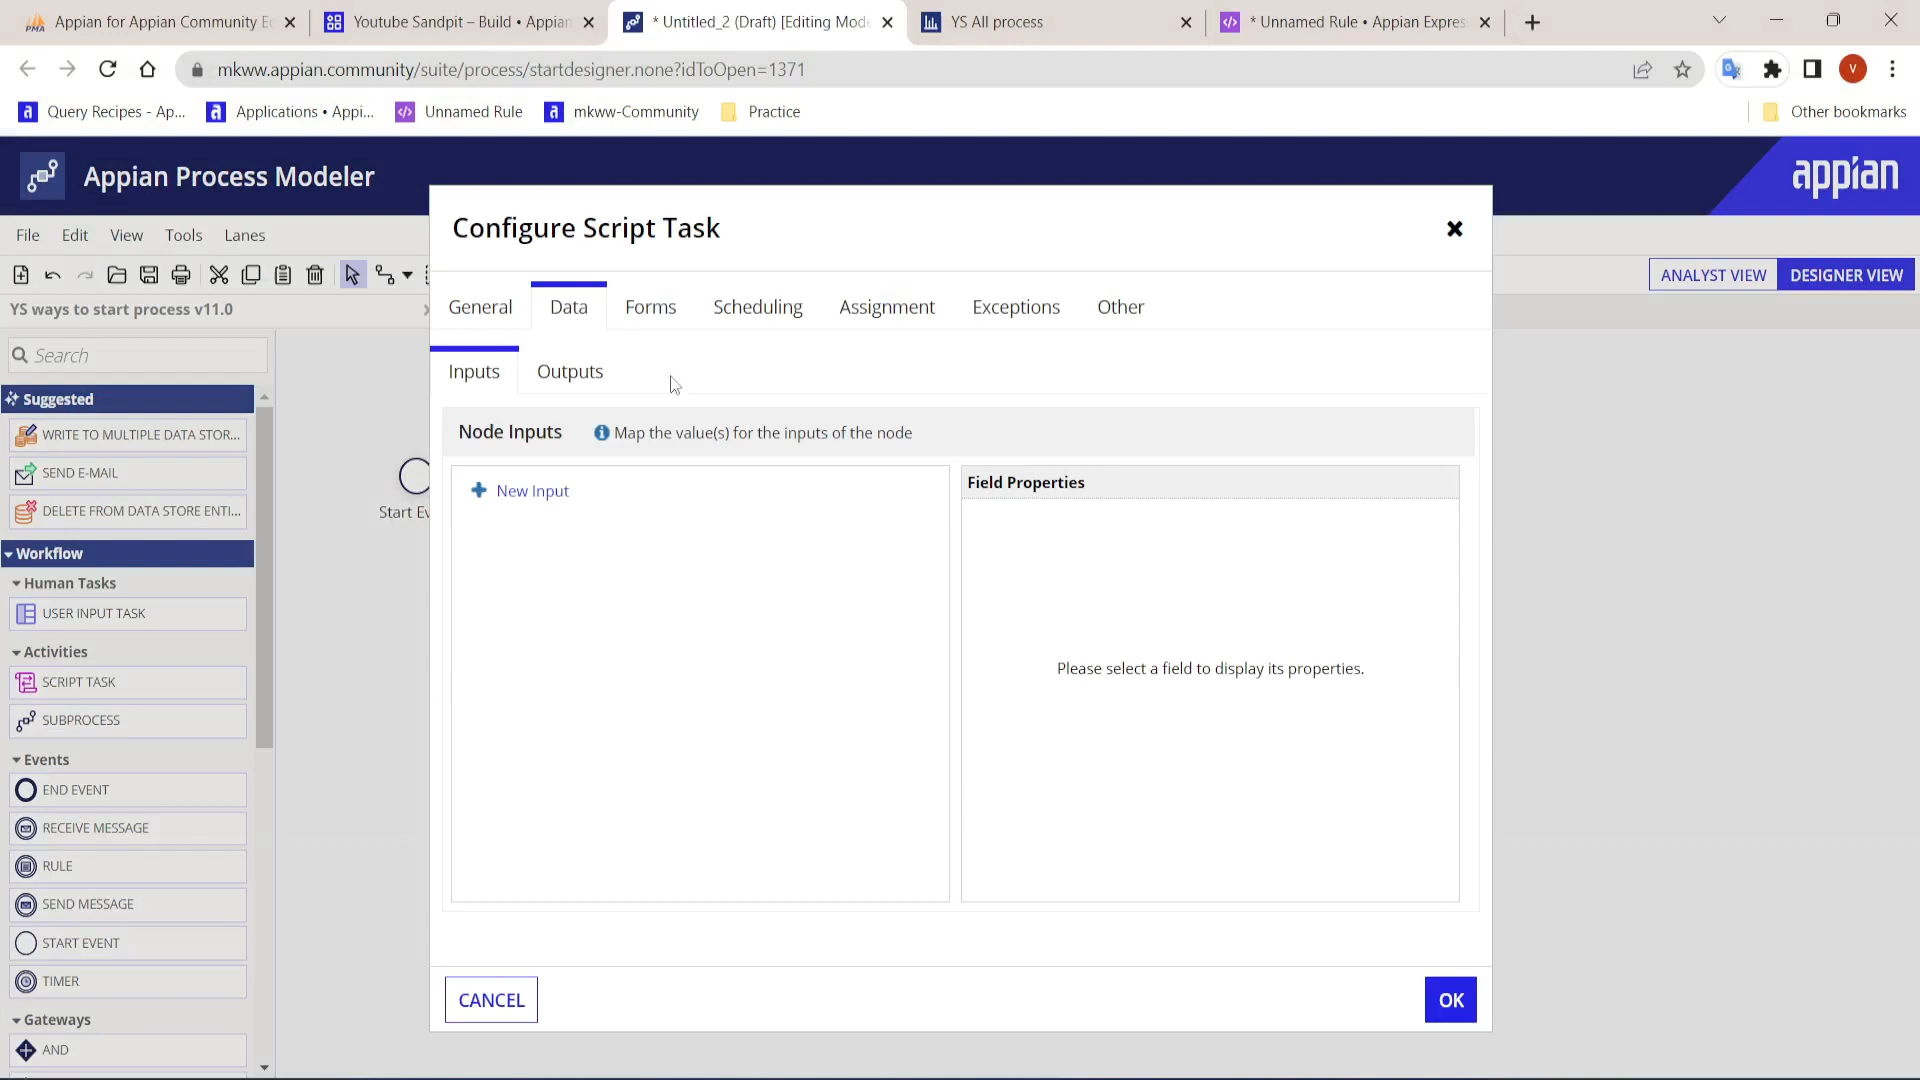 Appian for Appian Community E
Youtube Sandpit – Build • Appian
* Untitled_2 (Draft) [Editing Mode
YS All process
* Unnamed Rule • Appian Expres
mkww.appian.community/suite/process/startdesigner.none?idToOpen=1371
V
Query Recipes - Ap...
Applications • Appi...
Unnamed Rule
mkww-Community
Practice
Other bookmarks
Appian Process Modeler
appian
File Edit View Tools Lanes
ANALYST VIEW
DESIGNER VIEW
YS ways to start process v11.0
Search
Suggested
WRITE TO MULTIPLE DATA STOR...
SEND E-MAIL
DELETE FROM DATA STORE ENTI...
Workflow
Human Tasks
USER INPUT TASK
Activities
SCRIPT TASK
SUBPROCESS
Events
END EVENT
RECEIVE MESSAGE
RULE
SEND MESSAGE
START EVENT
TIMER
Gateways
AND
Start Ev
Configure Script Task
General Data Forms Scheduling Assignment Exceptions Other
Inputs Outputs
Node Inputs Map the value(s) for the inputs of the node
New Input
Field Properties
Please select a field to display its properties.
CANCEL
OK